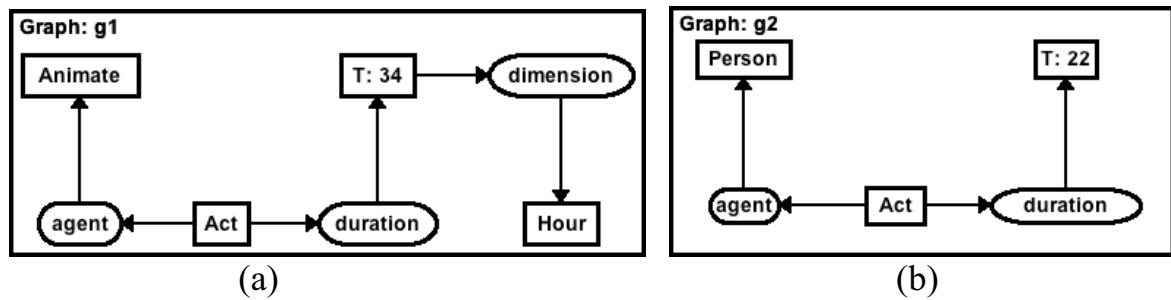 Graph: g1
Animate
T: 34
dimension
agent
Act
duration
Hour
(a)
Graph: g2
Person
T: 22
agent
Act
duration
(b)